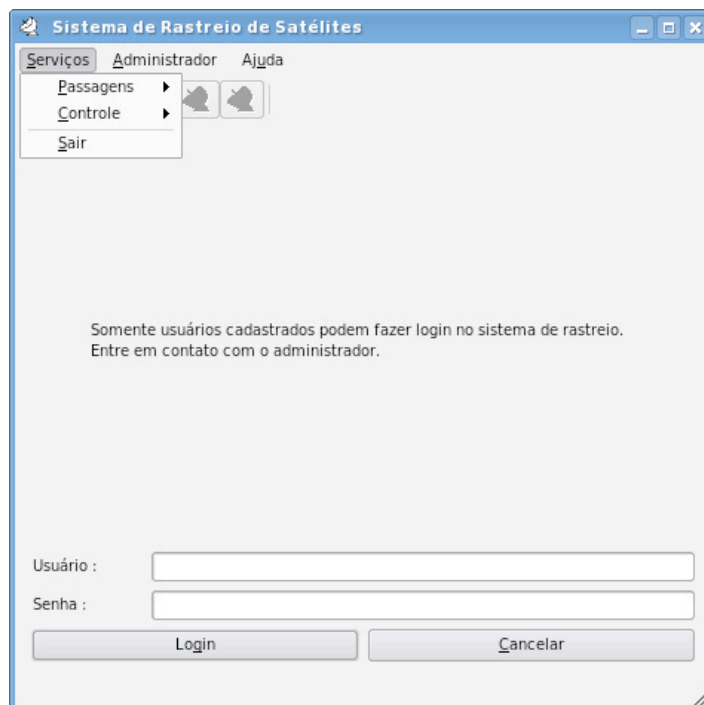 Sistema de Rastreio de Satélites
Serviços Administrador Ajuda
Passagens
Controle
Sair
Somente usuários cadastrados podem fazer login no sistema de rastreio.
Entre em contato com o administrador.
Usuário :
Senha :
Login Cancelar